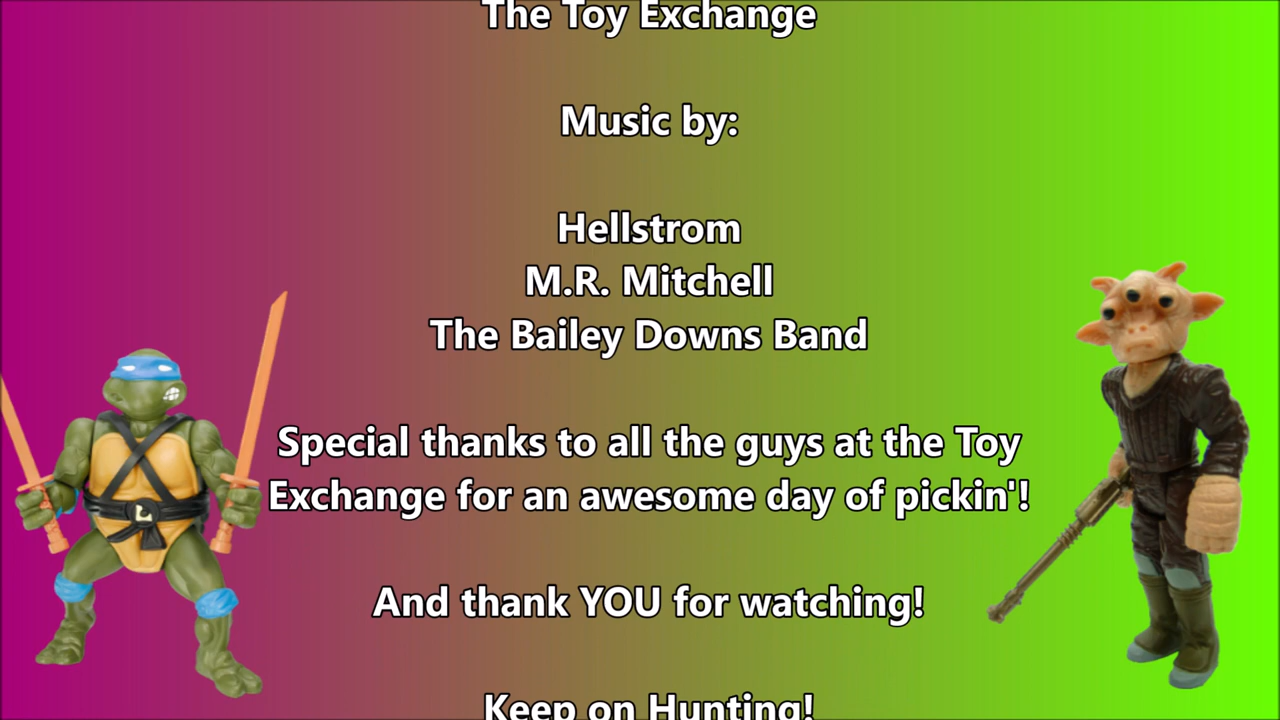 The Toy Exchange
Music by:
Hellstrom
M.R. Mitchell
The Bailey Downs Band
Special thanks to all the guys at the Toy
Exchange for an awesome day of pickin'!
And thank YOU for watching!
Keep on Hunting!
L